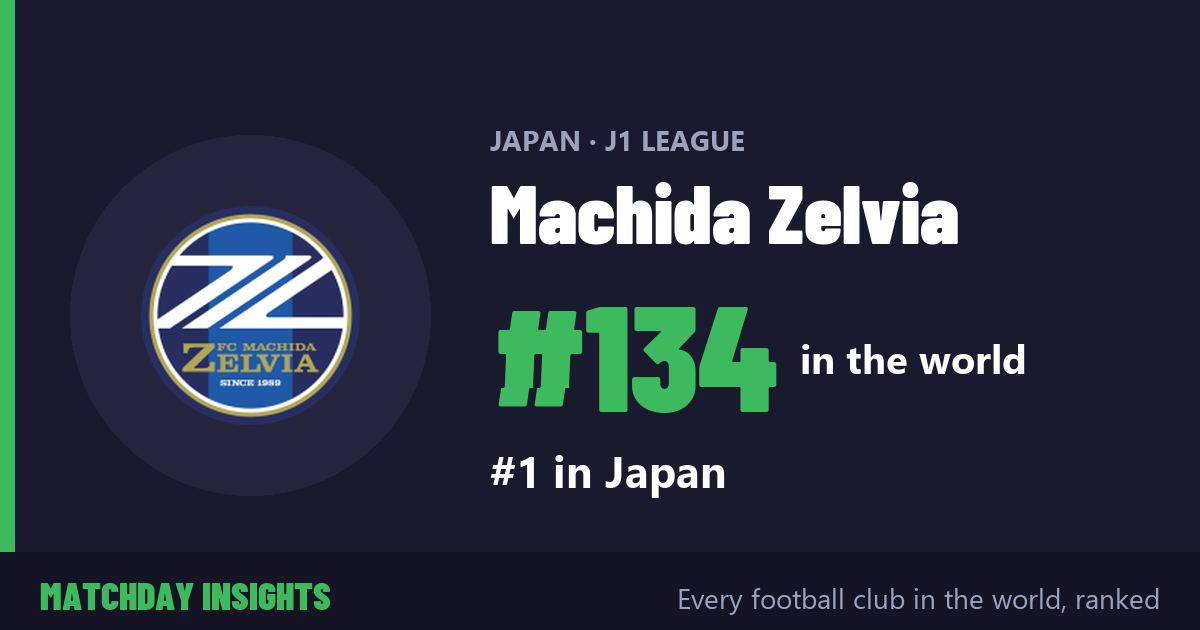 JAPAN · J1 LEAGUE
Machida Zelvia
#134 in the world
#1 in Japan
FC MACHIDA
ZELVIA
SINCE 1989
MATCHDAY INSIGHTS
Every football club in the world, ranked